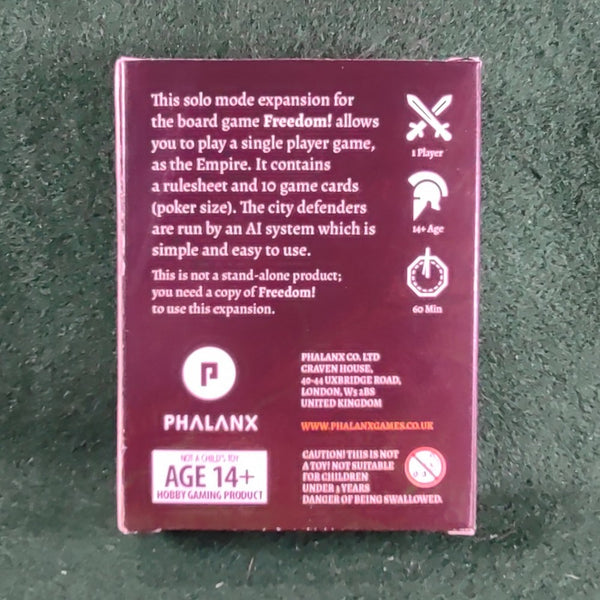 This solo mode expansion for
the board game Freedom! allows
you to play a single player game,
as the Empire. It contains
a rulesheet and 10 game cards
(poker size). The city defenders
are run by an AI system which is
simple and easy to use.
This is not a stand-alone product;
you need a copy of Freedom!
to use this expansion.
1 Player
14+ Age
60 Min
PHALANX
PHALANX CO. LTD
CRAVEN HOUSE,
40-44 UXBRIDGE ROAD,
LONDON, W5 2BS
UNITED KINGDOM
WWW.PHALANXGAMES.CO.UK
NOT A CHILD'S TOY
AGE 14+
HOBBY GAMING PRODUCT
CAUTION! THIS IS NOT
A TOY! NOT SUITABLE
FOR CHILDREN
UNDER 3 YEARS
DANGER OF BEING SWALLOWED.
0-3